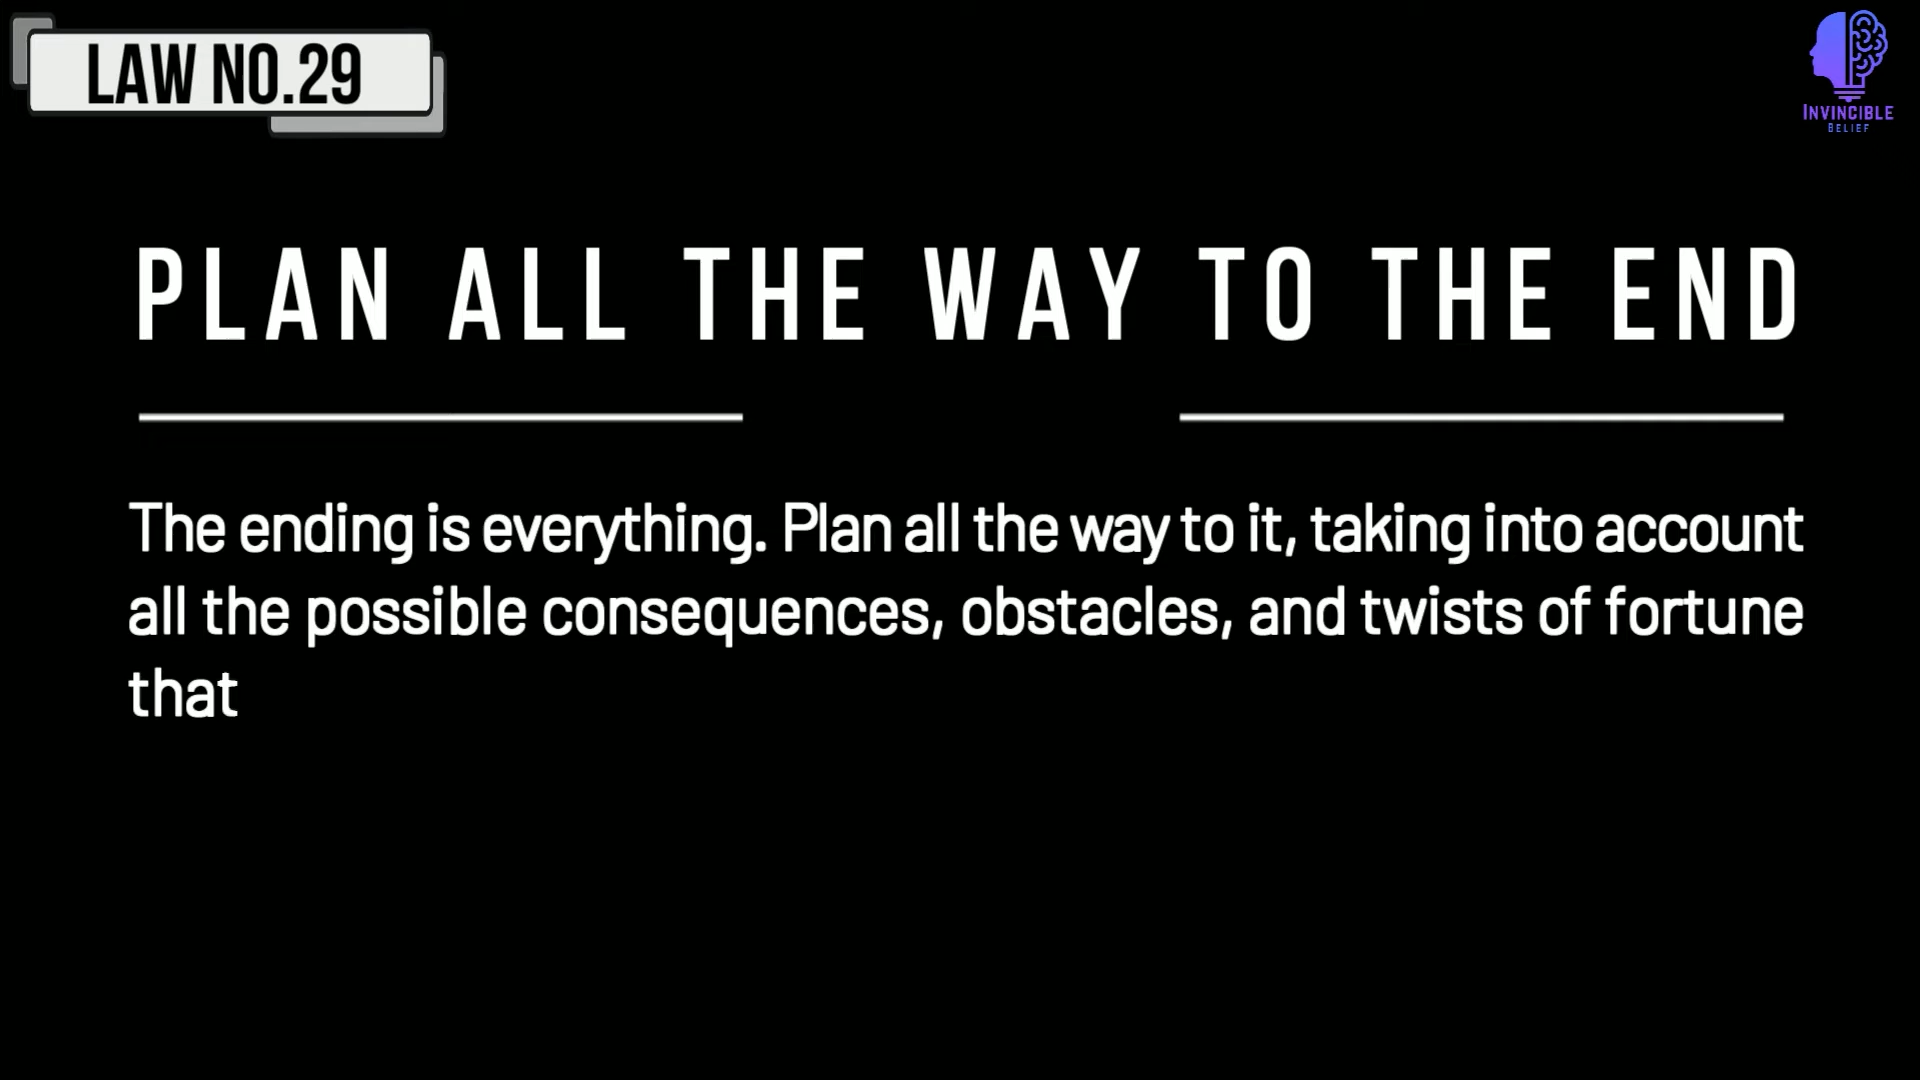 LAW NO.29
INVINCIBLE
BELIEF
PLAN ALL THE WAY TO THE END
The ending is everything. Plan all the way to it, taking into account
all the possible consequences, obstacles, and twists of fortune
that